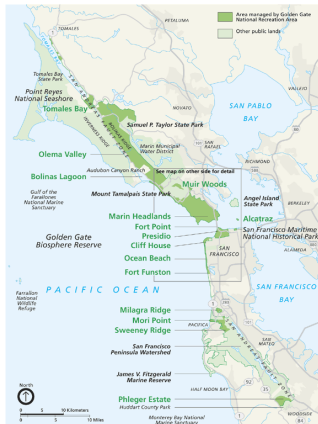 Area managed by Golden Gate
National Recreation Area
Other public lands
TOMALES
PETALUMA
Tomales Bay
State Park
Point Reyes
National Seashore
Tomales Bay
NOVATO
VALLEJO
SAN PABLO
BAY
Samuel P. Taylor State Park
Marin Municipal
Water District
SAN
RAFAEL
Olema Valley
Audubon Canyon Ranch
See map on other side for detail
RICHMOND
Bolinas Lagoon
Muir Woods
Gulf of the
Farallones
National Marine
Sanctuary
Mount Tamalpais State Park
Angel Island
State Park
BERKELEY
Marin Headlands
Alcatraz
Fort Point
San Francisco Maritime
National Historical Park
Golden Gate
Biosphere Reserve
Presidio
Cliff House
ALAMEDA
SAN
FRANCISCO
Ocean Beach
Fort Funston
Farallon
National
Wildlife
Refuge
PACIFIC OCEAN
SAN FRANCISCO
BAY
Milagra Ridge
Mori Point
PACIFICA
Sweeney Ridge
SAN ANDREAS FAULT ZONE
San Francisco
Peninsula Watershed
SAN
MATEO
James V. Fitzgerald
Marine Reserve
HALF MOON BAY
North
Phleger Estate
Huddart County Park
WOODSIDE
0 5 10 Kilometers
0 5 10 Miles
Monterey Bay National
Marine Sanctuary